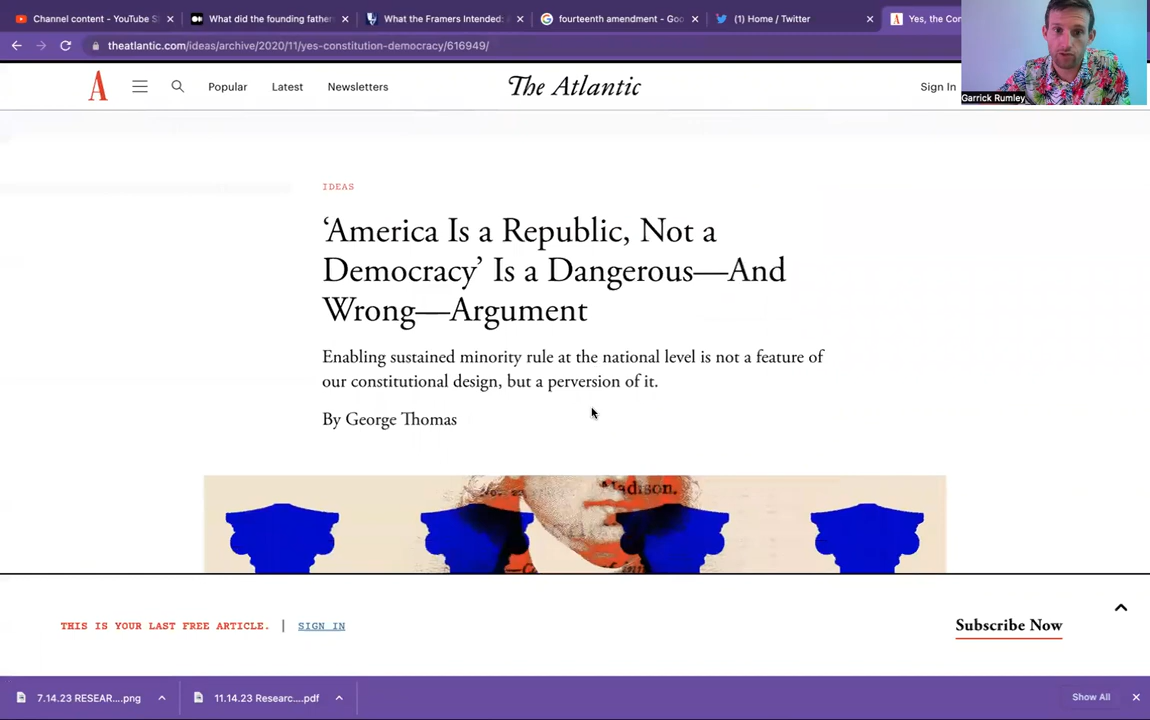 Channel content - YouTube S
What did the founding father
What the Framers Intended:
fourteenth amendment - Goo
(1) Home / Twitter
Yes, the Con
theatlantic.com/ideas/archive/2020/11/yes-constitution-democracy/616949/
Garrick Rumley
A
Popular
Latest
Newsletters
The Atlantic
Sign In
IDEAS
‘America Is a Republic, Not a
Democracy’ Is a Dangerous—And
Wrong—Argument
Enabling sustained minority rule at the national level is not a feature of
our constitutional design, but a perversion of it.
By George Thomas
Madison.
THIS IS YOUR LAST FREE ARTICLE. | SIGN IN
Subscribe Now
7.14.23 RESEAR....png
11.14.23 Researc....pdf
Show All